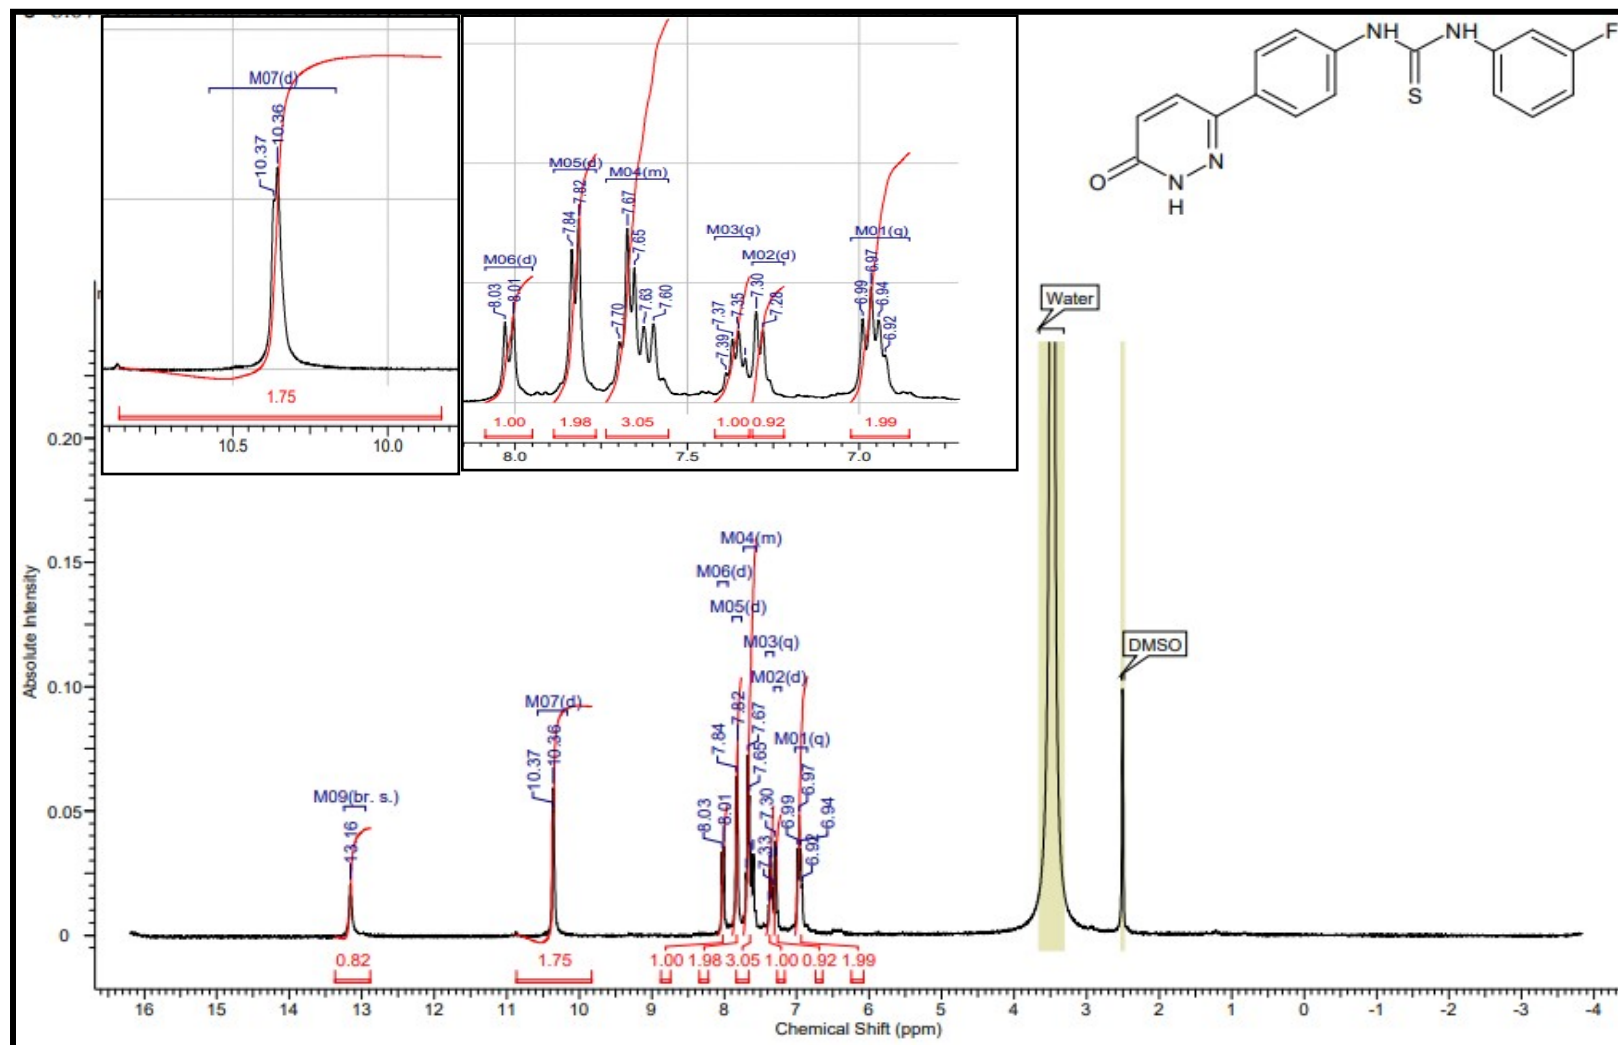 M07(d)
10.37
10.36
1.75
10.5
10.0
M06(d)
8.03
8.01
M05(d)
7.84
7.82
M04(m)
7.70
7.67
7.65
7.63
7.60
M03(q)
7.39
7.37
7.35
M02(d)
7.30
7.28
M01(q)
6.99
6.97
6.94
6.92
1.00
1.98
3.05
1.00
0.92
1.99
8.0
7.5
7.0
NH
NH
F
S
N
NH
H
O
Water
DMSO
M04(m)
M06(d)
M05(d)
M03(q)
M02(d)
M01(q)
M07(d)
M09(br. s.)
13.16
10.37
10.36
8.03
8.01
7.84
7.82
7.67
7.65
7.33
7.30
6.99
6.97
6.94
6.92
0.82
1.75
1.00
1.98
3.05
1.00
0.92
1.99
0.20
0.15
0.10
0.05
0
Absolute Intensity
16 15 14 13 12 11 10 9 8 7 6 5 4 3 2 1 0 -1 -2 -3 -4
Chemical Shift (ppm)